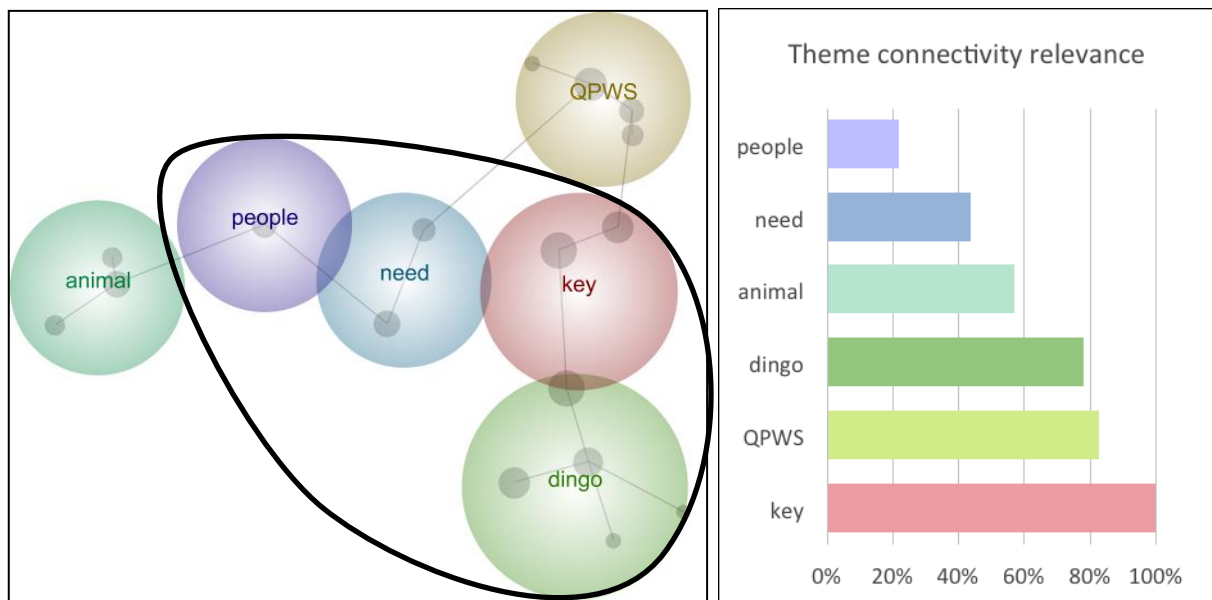 QPWS
people
animal
need
key
dingo
Theme connectivity relevance
people
need
animal
dingo
QPWS
key
0% 20% 40% 60% 80% 100%